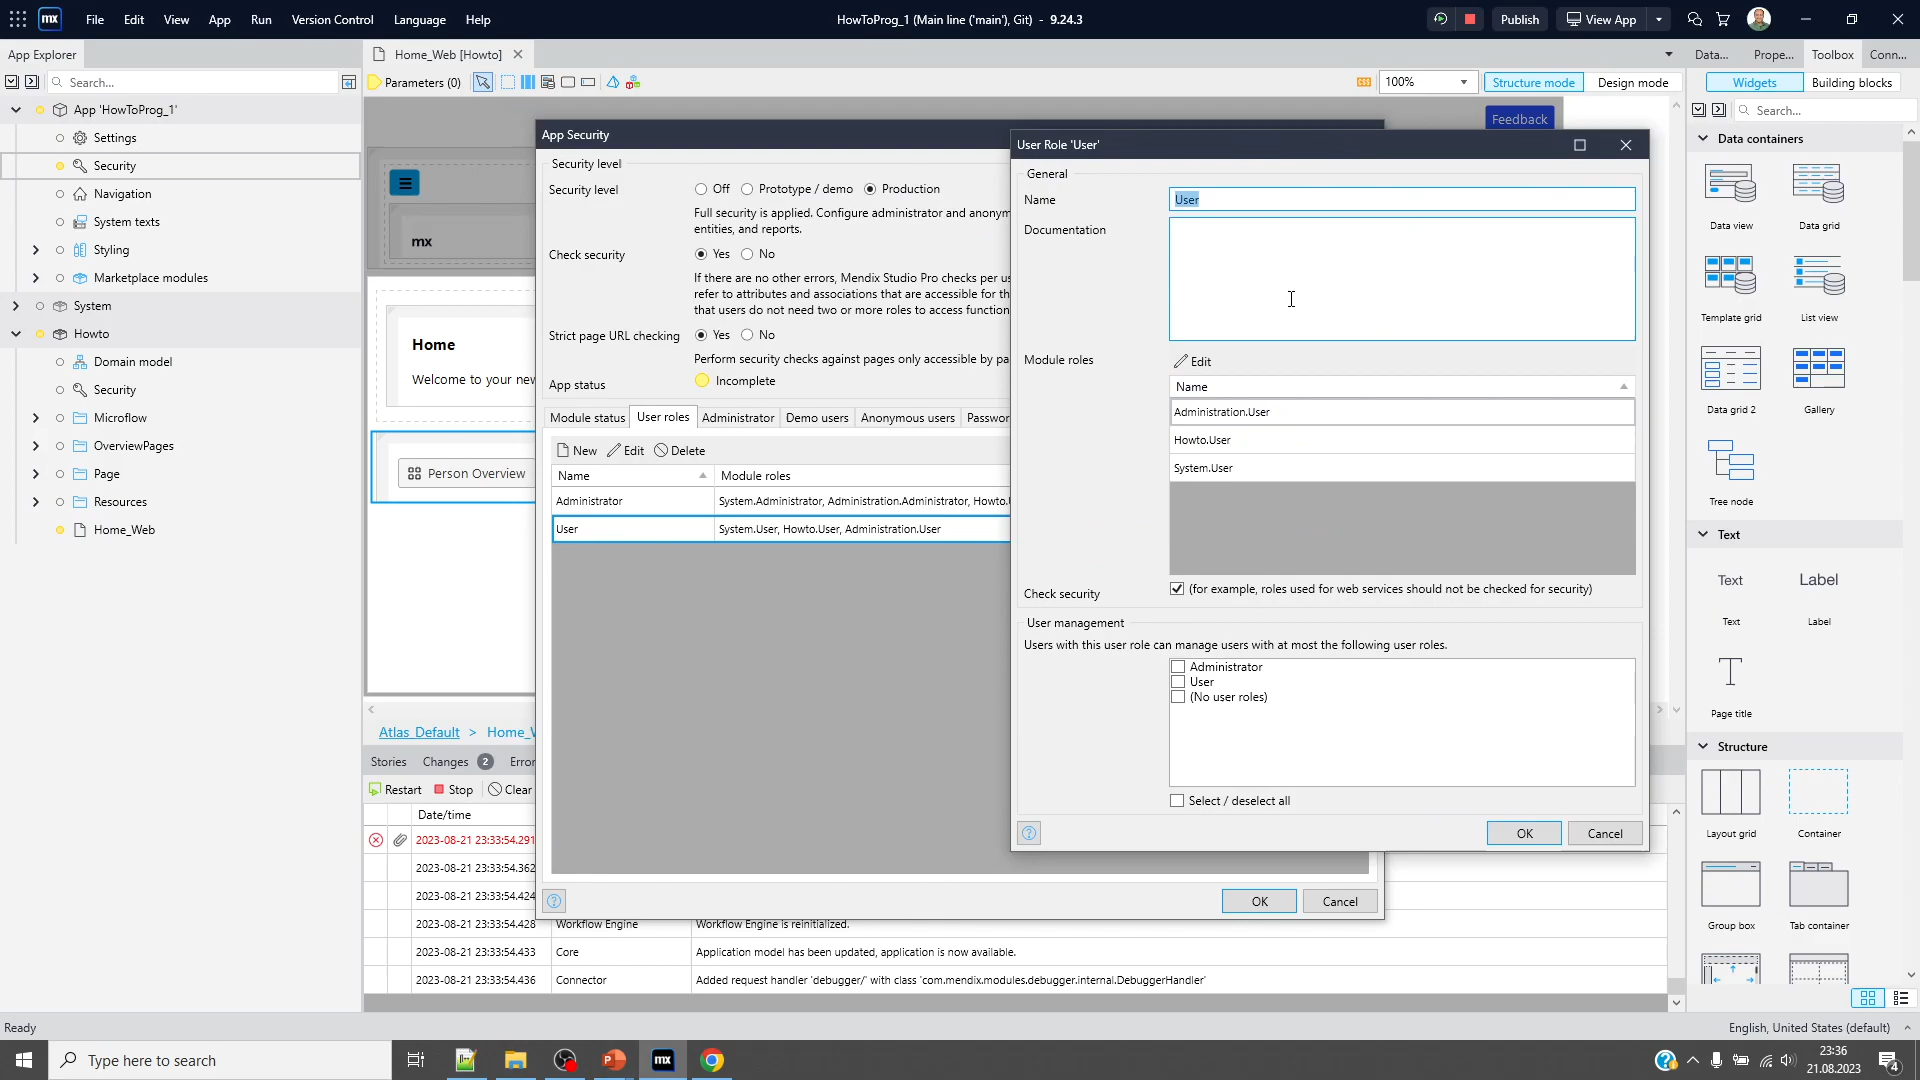 mx File Edit View App Run Version Control Language Help
HowToProg_1 (Main line ('main'), Git) - 9.24.3
Publish View App
App Explorer
Home_Web [Howto]
Data... Prope... Toolbox Conn...
Search...
Parameters (0)
100%
Structure mode Design mode
Widgets Building blocks
Search...
App 'HowToProg_1'
Settings
Security
Navigation
System texts
Styling
Marketplace modules
System
Howto
Domain model
Security
Microflow
OverviewPages
Page
Resources
Home_Web
Feedback
mx
Home
Welcome to your new
Person Overview
Atlas_Default >
Stories Changes 2
Restart Stop Clear
Date/time
2023-08-21 23:33:54.291
2023-08-21 23:33:54.362
2023-08-21 23:33:54.424
2023-08-21 23:33:54.428 Workflow Engine Workflow Engine is reinitialized.
2023-08-21 23:33:54.433 Core Application model has been updated, application is now available.
2023-08-21 23:33:54.436 Connector Added request handler 'debugger/' with class 'com.mendix.modules.debugger.internal.DebuggerHandler'
App Security
Security level
Security level Off Prototype / demo Production
Full security is applied. Configure administrator and
entities, and reports.
Check security Yes No
If there are no other errors, Mendix Studio Pro checks per
refer to attributes and associations that are accessible for
that users do not need two or more roles to access
Strict page URL checking Yes No
Perform security checks against pages only accessible by
App status Incomplete
Module status User roles Administrator Demo users Anonymous users
New Edit Delete
Name Module roles
Administrator System.Administrator, Administration.Administrator,
User System.User, Howto.User, Administration.User
OK Cancel
User Role 'User'
General
Name User
Documentation
Module roles Edit
Name
Administration.User
Howto.User
System.User
Check security (for example, roles used for web services should not be checked for security)
User management
Users with this user role can manage users with at most the following user roles.
Administrator
User
(No user roles)
Select / deselect all
OK Cancel
Data containers
Data view Data grid
Template grid List view
Data grid 2 Gallery
Tree node
Text
Text Label
Text Label
Page title
Structure
Layout grid Container
Group box Tab container
Ready
English, United States (default)
Type here to search
mx
23:36
21.08.2023
4